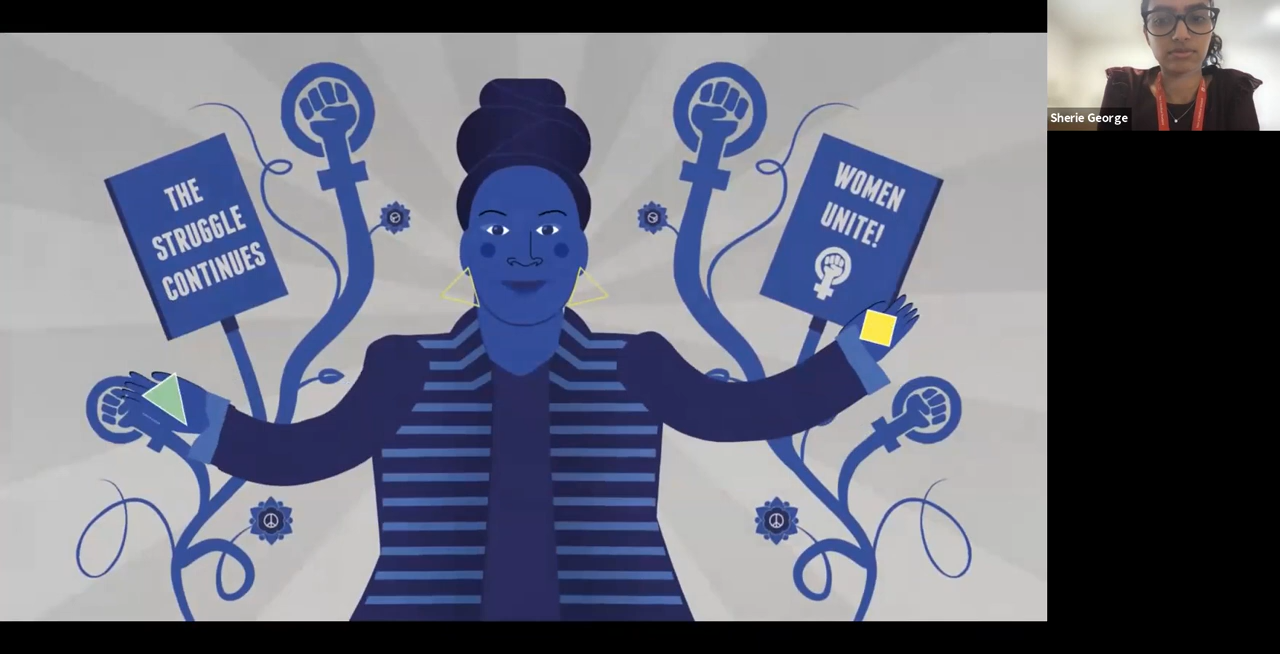 THE
STRUGGLE
CONTINUES
WOMEN
UNITE!
Sherie George